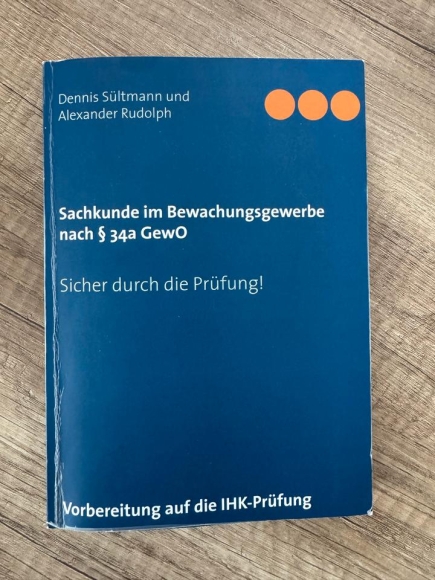 Dennis Sültmann und
Alexander Rudolph
Sachkunde im Bewachungsgewerbe
nach § 34a GewO
Sicher durch die Prüfung!
Vorbereitung auf die IHK-Prüfung